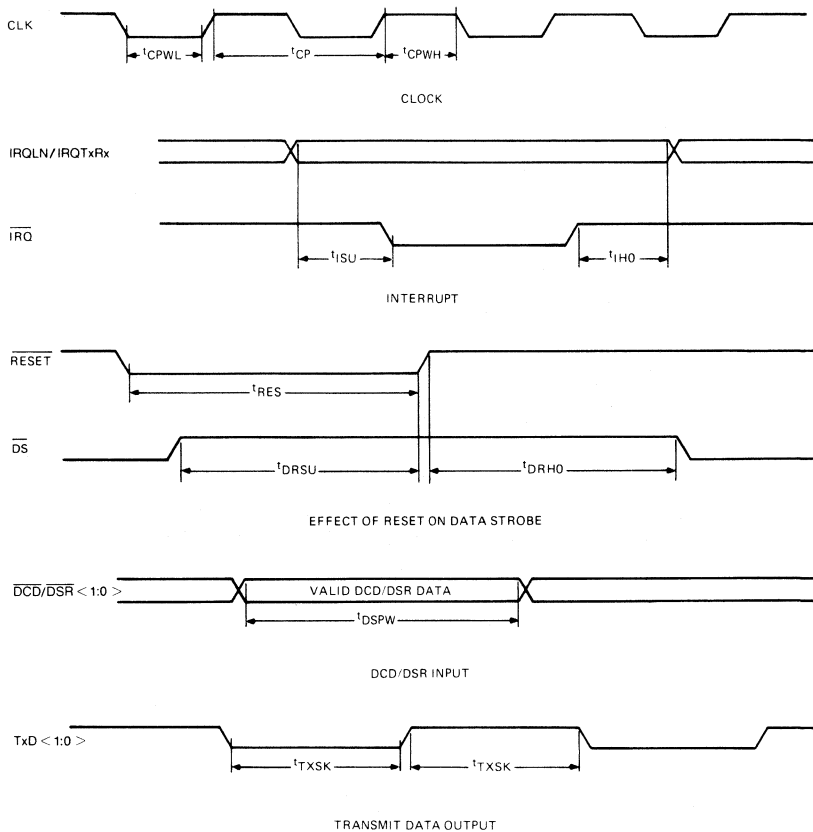 CLK
tCPWL
tCP
tCPWH
CLOCK
IRQLN/IRQTxRx
IRQ
tISU
tIH0
INTERRUPT
RESET
tRES
DS
tDRSU
tDRH0
EFFECT OF RESET ON DATA STROBE
DCD/DSR <1:0>
VALID DCD/DSR DATA
tDSPW
DCD/DSR INPUT
TxD <1:0>
tTXSK
tTXSK
TRANSMIT DATA OUTPUT